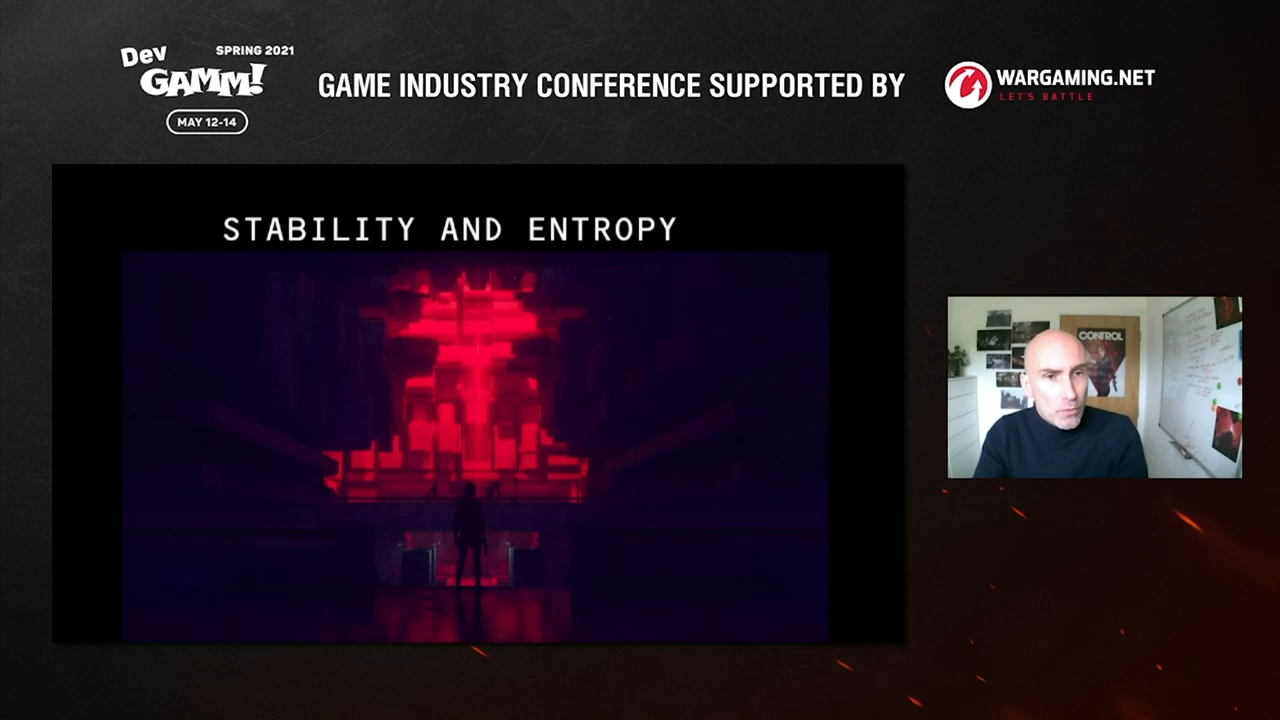 Dev
GAMM!
SPRING 2021
MAY 12-14
GAME INDUSTRY CONFERENCE SUPPORTED BY
WARGAMING.NET
LET'S BATTLE
STABILITY AND ENTROPY
CONTROL